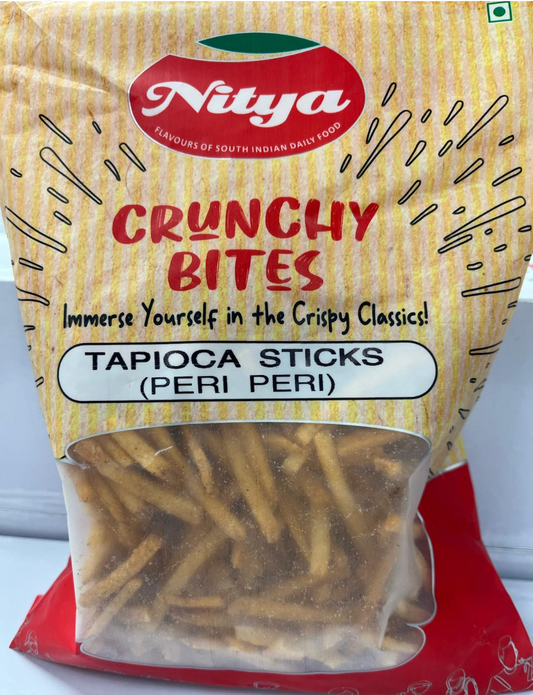 Nitya
FLAVOURS OF SOUTH INDIAN DAILY FOOD
CRUNCHY
BITES
Immerse Yourself in the Crispy Classics!
TAPIOCA STICKS
(PERI PERI)